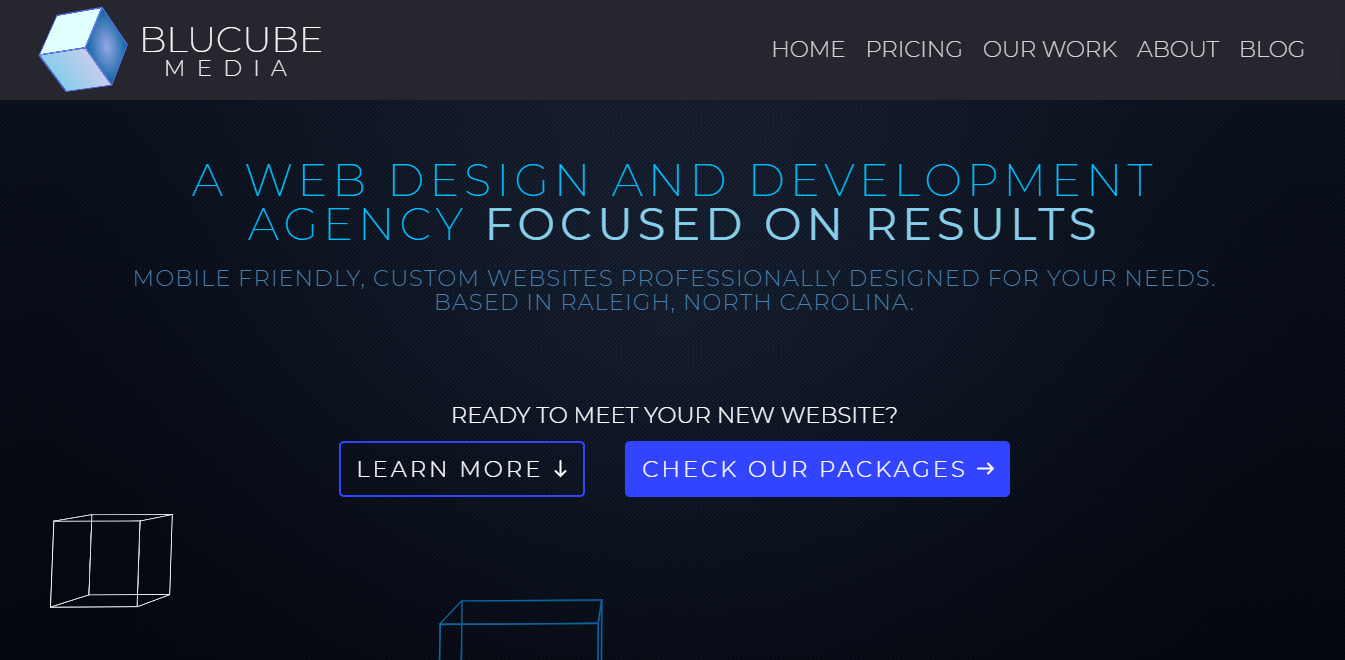 BLUCUBE
MEDIA
HOME PRICING OUR WORK ABOUT BLOG
A WEB DESIGN AND DEVELOPMENT
AGENCY FOCUSED ON RESULTS
MOBILE FRIENDLY, CUSTOM WEBSITES PROFESSIONALLY DESIGNED FOR YOUR NEEDS.
BASED IN RALEIGH, NORTH CAROLINA.
READY TO MEET YOUR NEW WEBSITE?
LEARN MORE ↓ CHECK OUR PACKAGES →